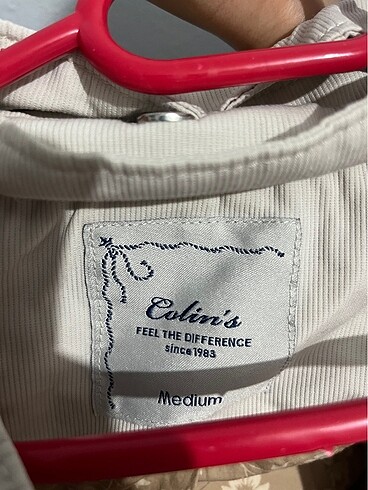 Colin's
FEEL THE DIFFERENCE
since 1983
Medium